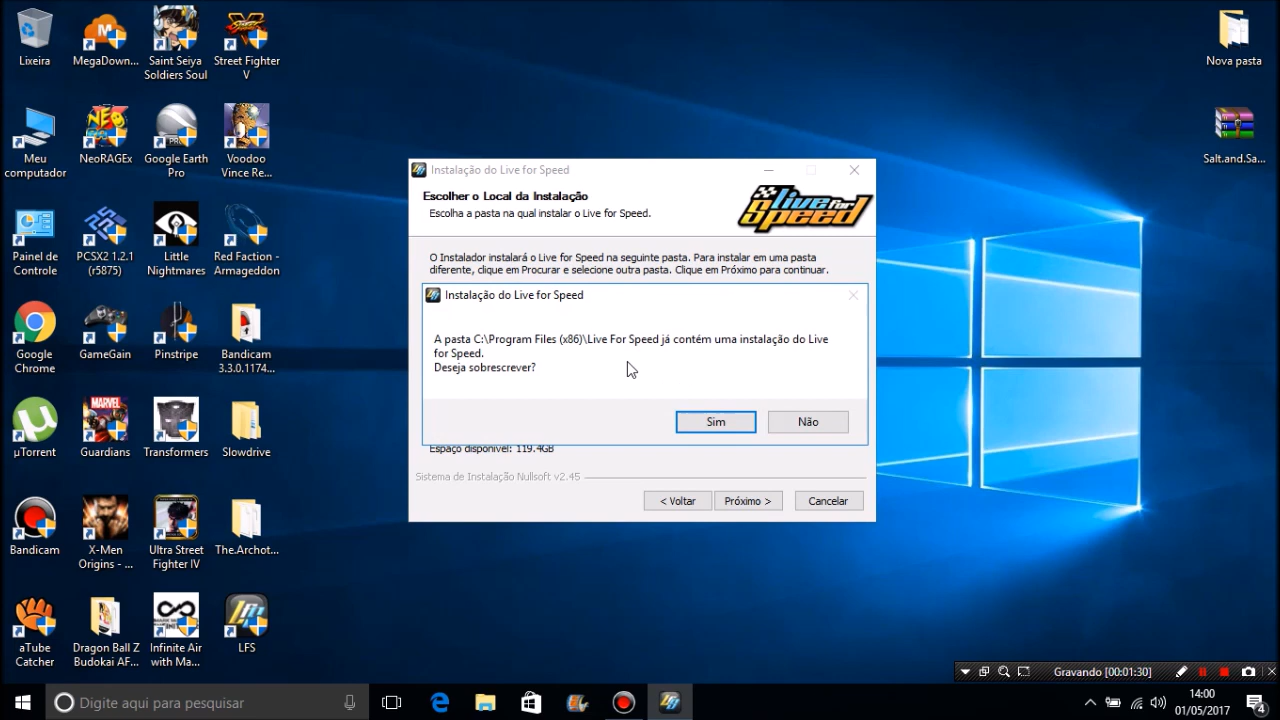 Lixeira
MegaDown...
Saint Seiya
Soldiers Soul
Street Fighter
V
Nova pasta
Meu
computador
NeoRAGEx
Google Earth
Pro
Voodoo
Vince Re...
Salt.and.Sa...
Painel de
Controle
PCSX2 1.2.1
(r5875)
Little
Nightmares
Red Faction -
Armageddon
Google
Chrome
GameGain
Pinstripe
Bandicam
3.3.0.1174...
µTorrent
Guardians
Transformers
Slowdrive
Bandicam
X-Men
Origins - ...
Ultra Street
Fighter IV
The.Archot...
aTube
Catcher
Dragon Ball Z
Budokai AF...
Infinite Air
with Ma...
LFS
Instalação do Live for Speed
Escolher o Local da Instalação
Escolha a pasta na qual instalar o Live for Speed.
live for
Speed
O Instalador instalará o Live for Speed na seguinte pasta. Para instalar em uma pasta
diferente, clique em Procurar e selecione outra pasta. Clique em Próximo para continuar.
Instalação do Live for Speed
A pasta C:\Program Files (x86)\Live For Speed já contém uma instalação do Live
for Speed.
Deseja sobrescrever?
Sim
Não
Espaço disponível: 119.4GB
Sistema de Instalação Nullsoft v2.45
< Voltar
Próximo >
Cancelar
Gravando [00:01:30]
Digite aqui para pesquisar
14:00
01/05/2017
4